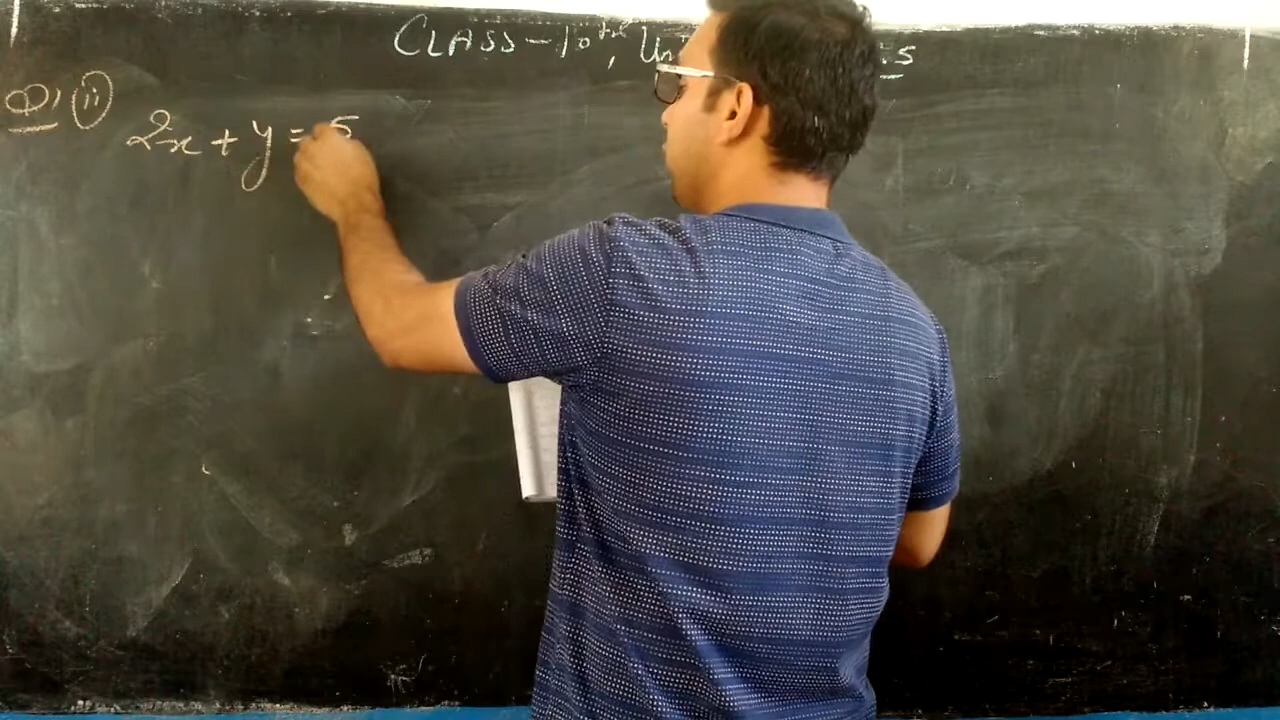 CLASS-10th,
Q1 (ii) 2x + y = 5